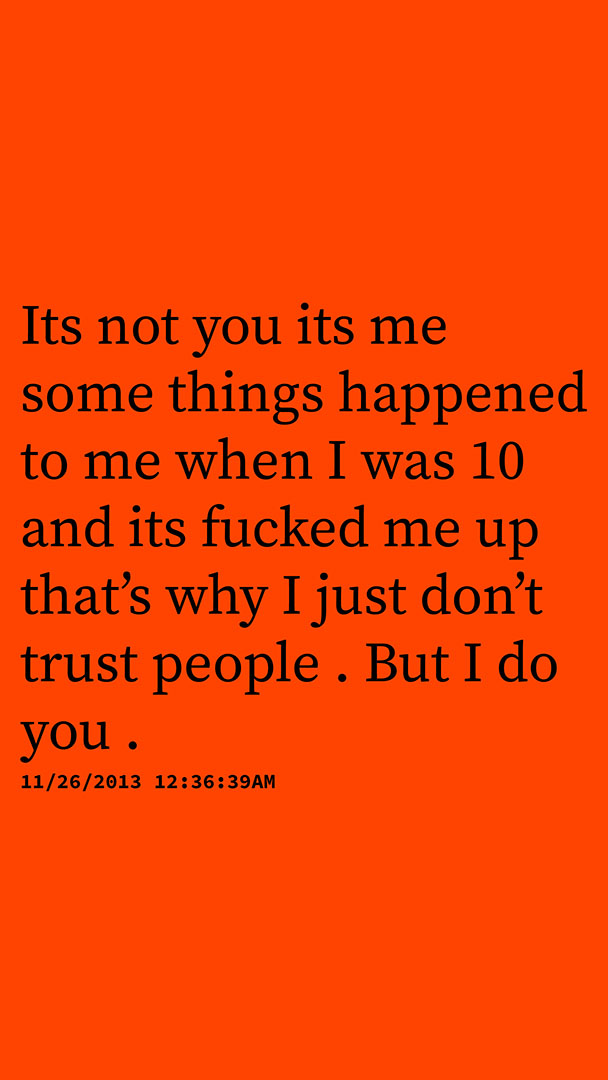 Its not you its me
some things happened
to me when I was 10
and its fucked me up
that’s why I just don’t
trust people . But I do
you .
11/26/2013 12:36:39AM